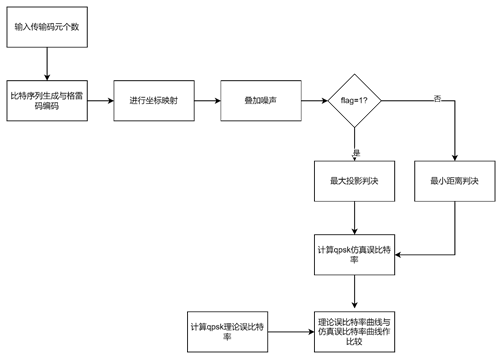 输入传输码元个数
比特序列生成与格雷
码编码
进行坐标映射
叠加噪声
flag=1?
否
是
最大投影判决
最小距离判决
计算qpsk仿真误比特
率
计算qpsk理论误比特
率
理论误比特率曲线与
仿真误比特率曲线作
比较